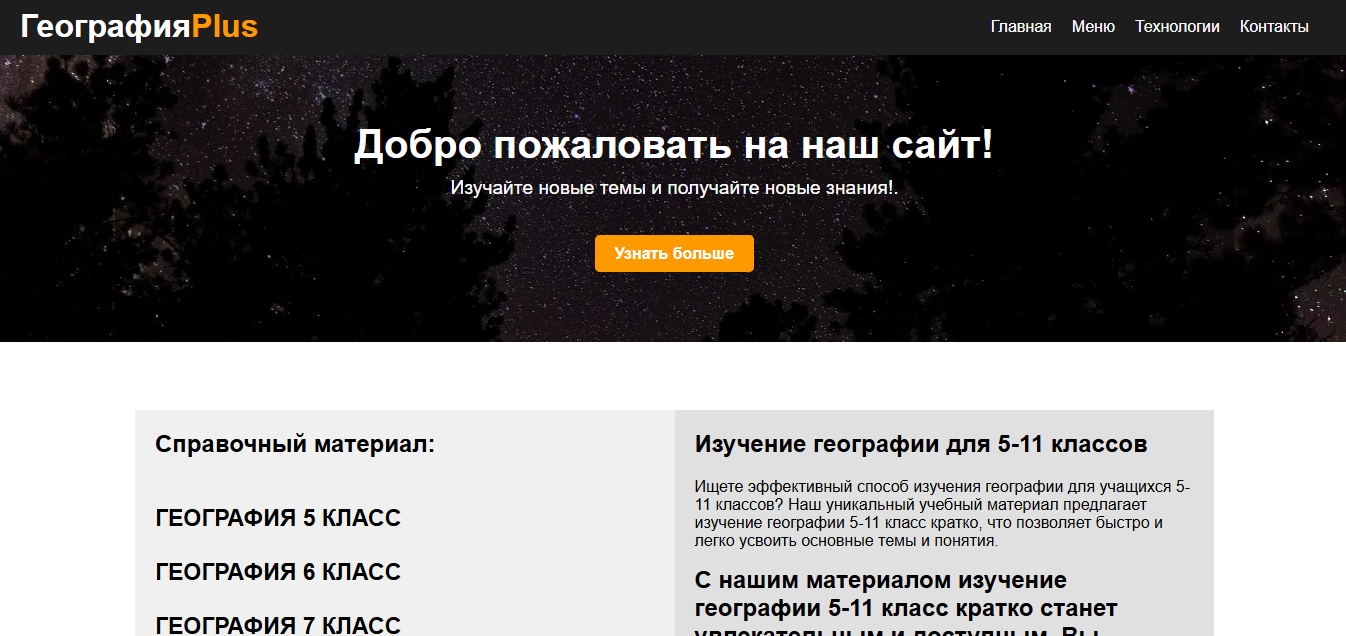 ГеографияPlus
Главная Меню Технологии Контакты
Добро пожаловать на наш сайт!
Изучайте новые темы и получайте новые знания!.
Узнать больше
Справочный материал:
ГЕОГРАФИЯ 5 КЛАСС
ГЕОГРАФИЯ 6 КЛАСС
ГЕОГРАФИЯ 7 КЛАСС
Изучение географии для 5-11 классов
Ищете эффективный способ изучения географии для учащихся 5-
11 классов? Наш уникальный учебный материал предлагает
изучение географии 5-11 класс кратко, что позволяет быстро и
легко усвоить основные темы и понятия.
С нашим материалом изучение
географии 5-11 класс кратко станет
увлекательным и доступным. Вы